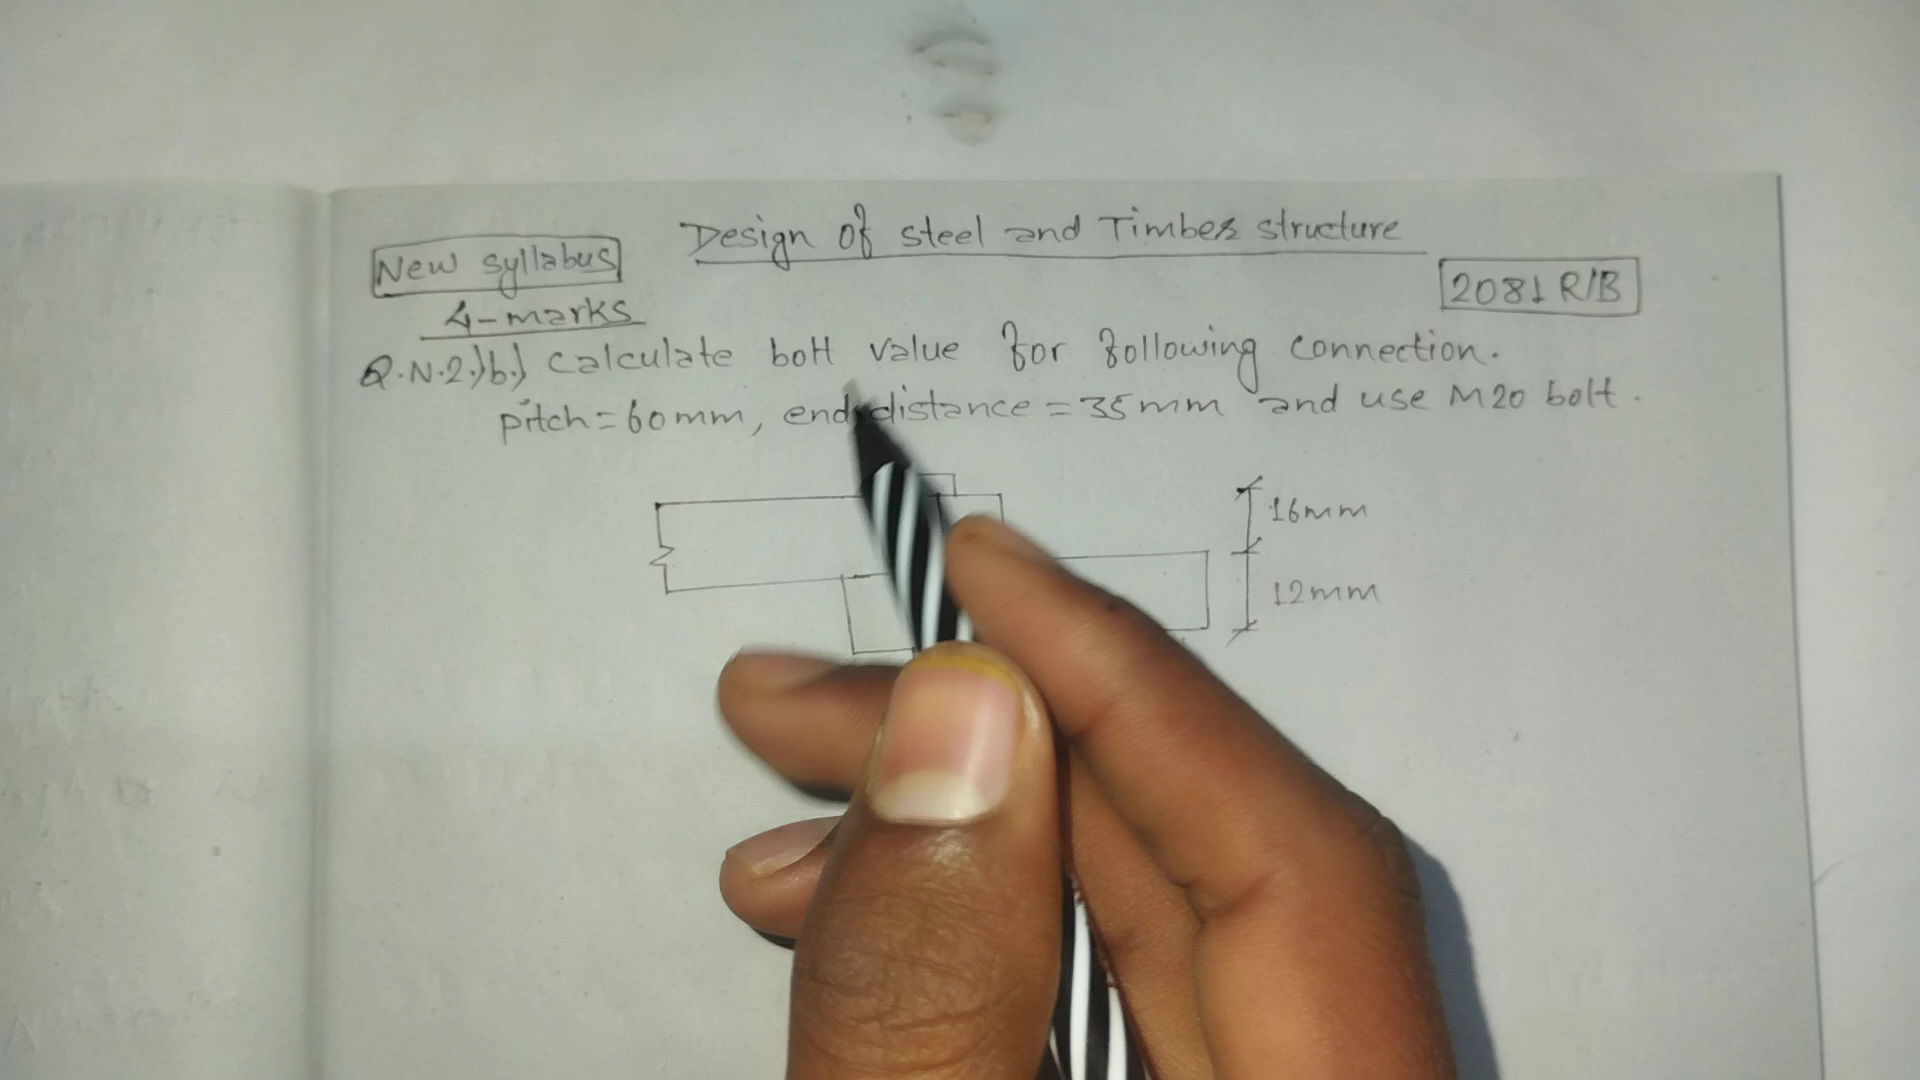 Design of steel and Timber structure
New syllabus
2081 R/B
4-marks
Q.N.2.)b.) calculate bolt value for following connection.
pitch=60mm, end distance=35mm and use M20 bolt.
16mm
12mm